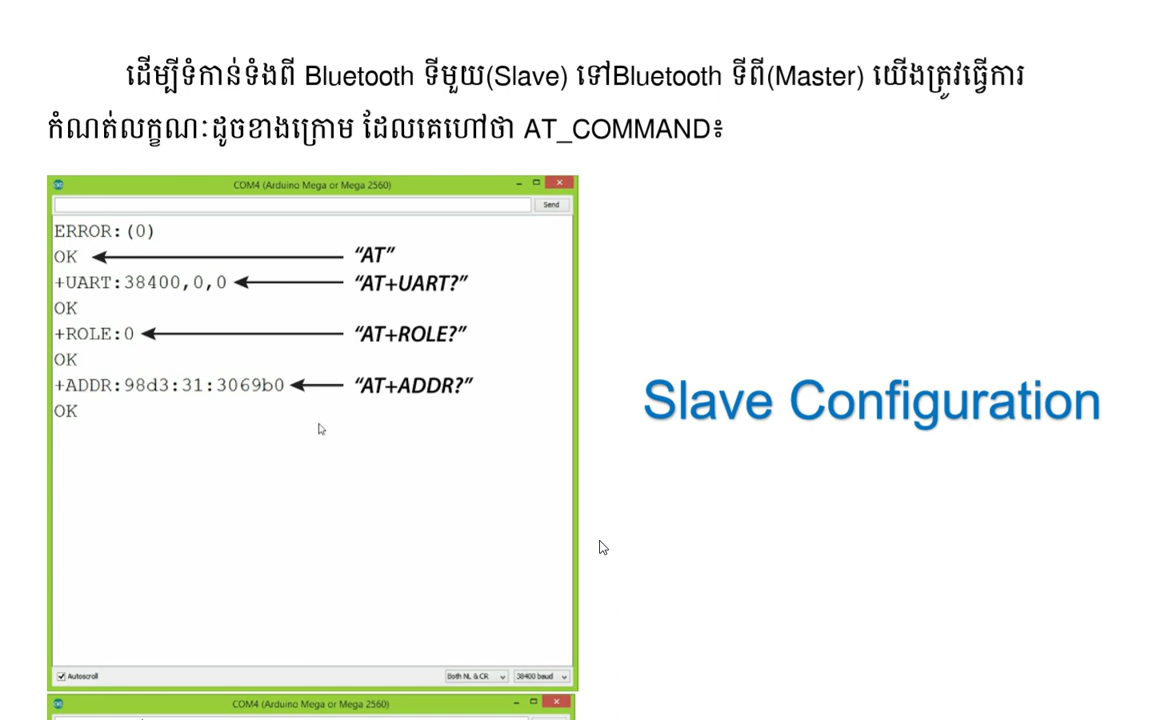 ដើម្បីទំកាន់ទំងពី Bluetooth ទីមួយ(Slave) ទៅBluetooth ទីពី(Master) យើងត្រូវធ្វើការ
កំណត់លក្ខណៈដូចខាងក្រោម ដែលគេហៅថា AT_COMMAND៖
COM4 (Arduino Mega or Mega 2560)
Send
ERROR:(0)
OK “AT”
+UART:38400,0,0 “AT+UART?”
OK
+ROLE:0 “AT+ROLE?”
OK
+ADDR:98d3:31:3069b0 “AT+ADDR?”
OK
Slave Configuration
Autoscroll Both NL & CR 38400 baud
COM4 (Arduino Mega or Mega 2560)